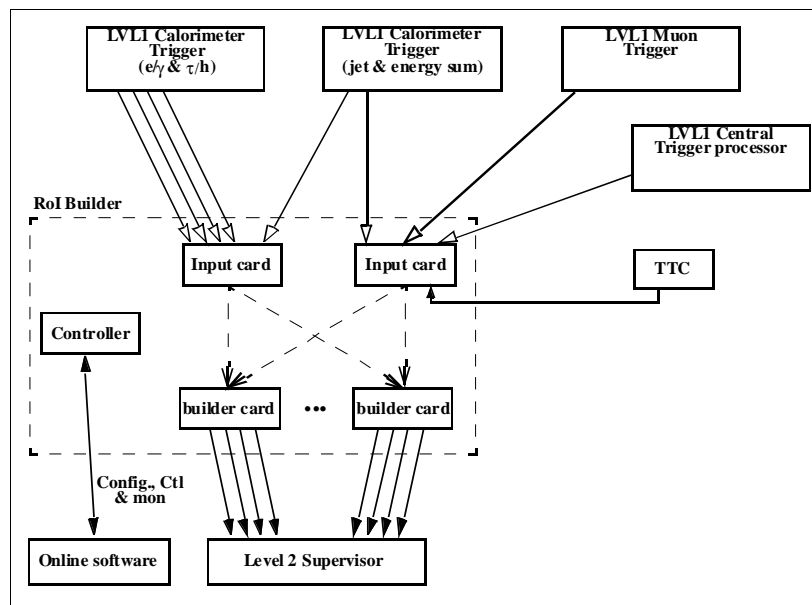 LVL1 Calorimeter
Trigger
(e/γ & τ/h)
LVL1 Calorimeter
Trigger
(jet & energy sum)
LVL1 Muon
Trigger
LVL1 Central
Trigger processor
RoI Builder
Input card
Input card
TTC
Controller
builder card
•••
builder card
Config., Ctl
& mon
Online software
Level 2 Supervisor